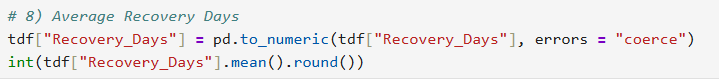 # 8) Average Recovery Days
tdf["Recovery_Days"] = pd.to_numeric(tdf["Recovery_Days"], errors = "coerce")
int(tdf["Recovery_Days"].mean().round())